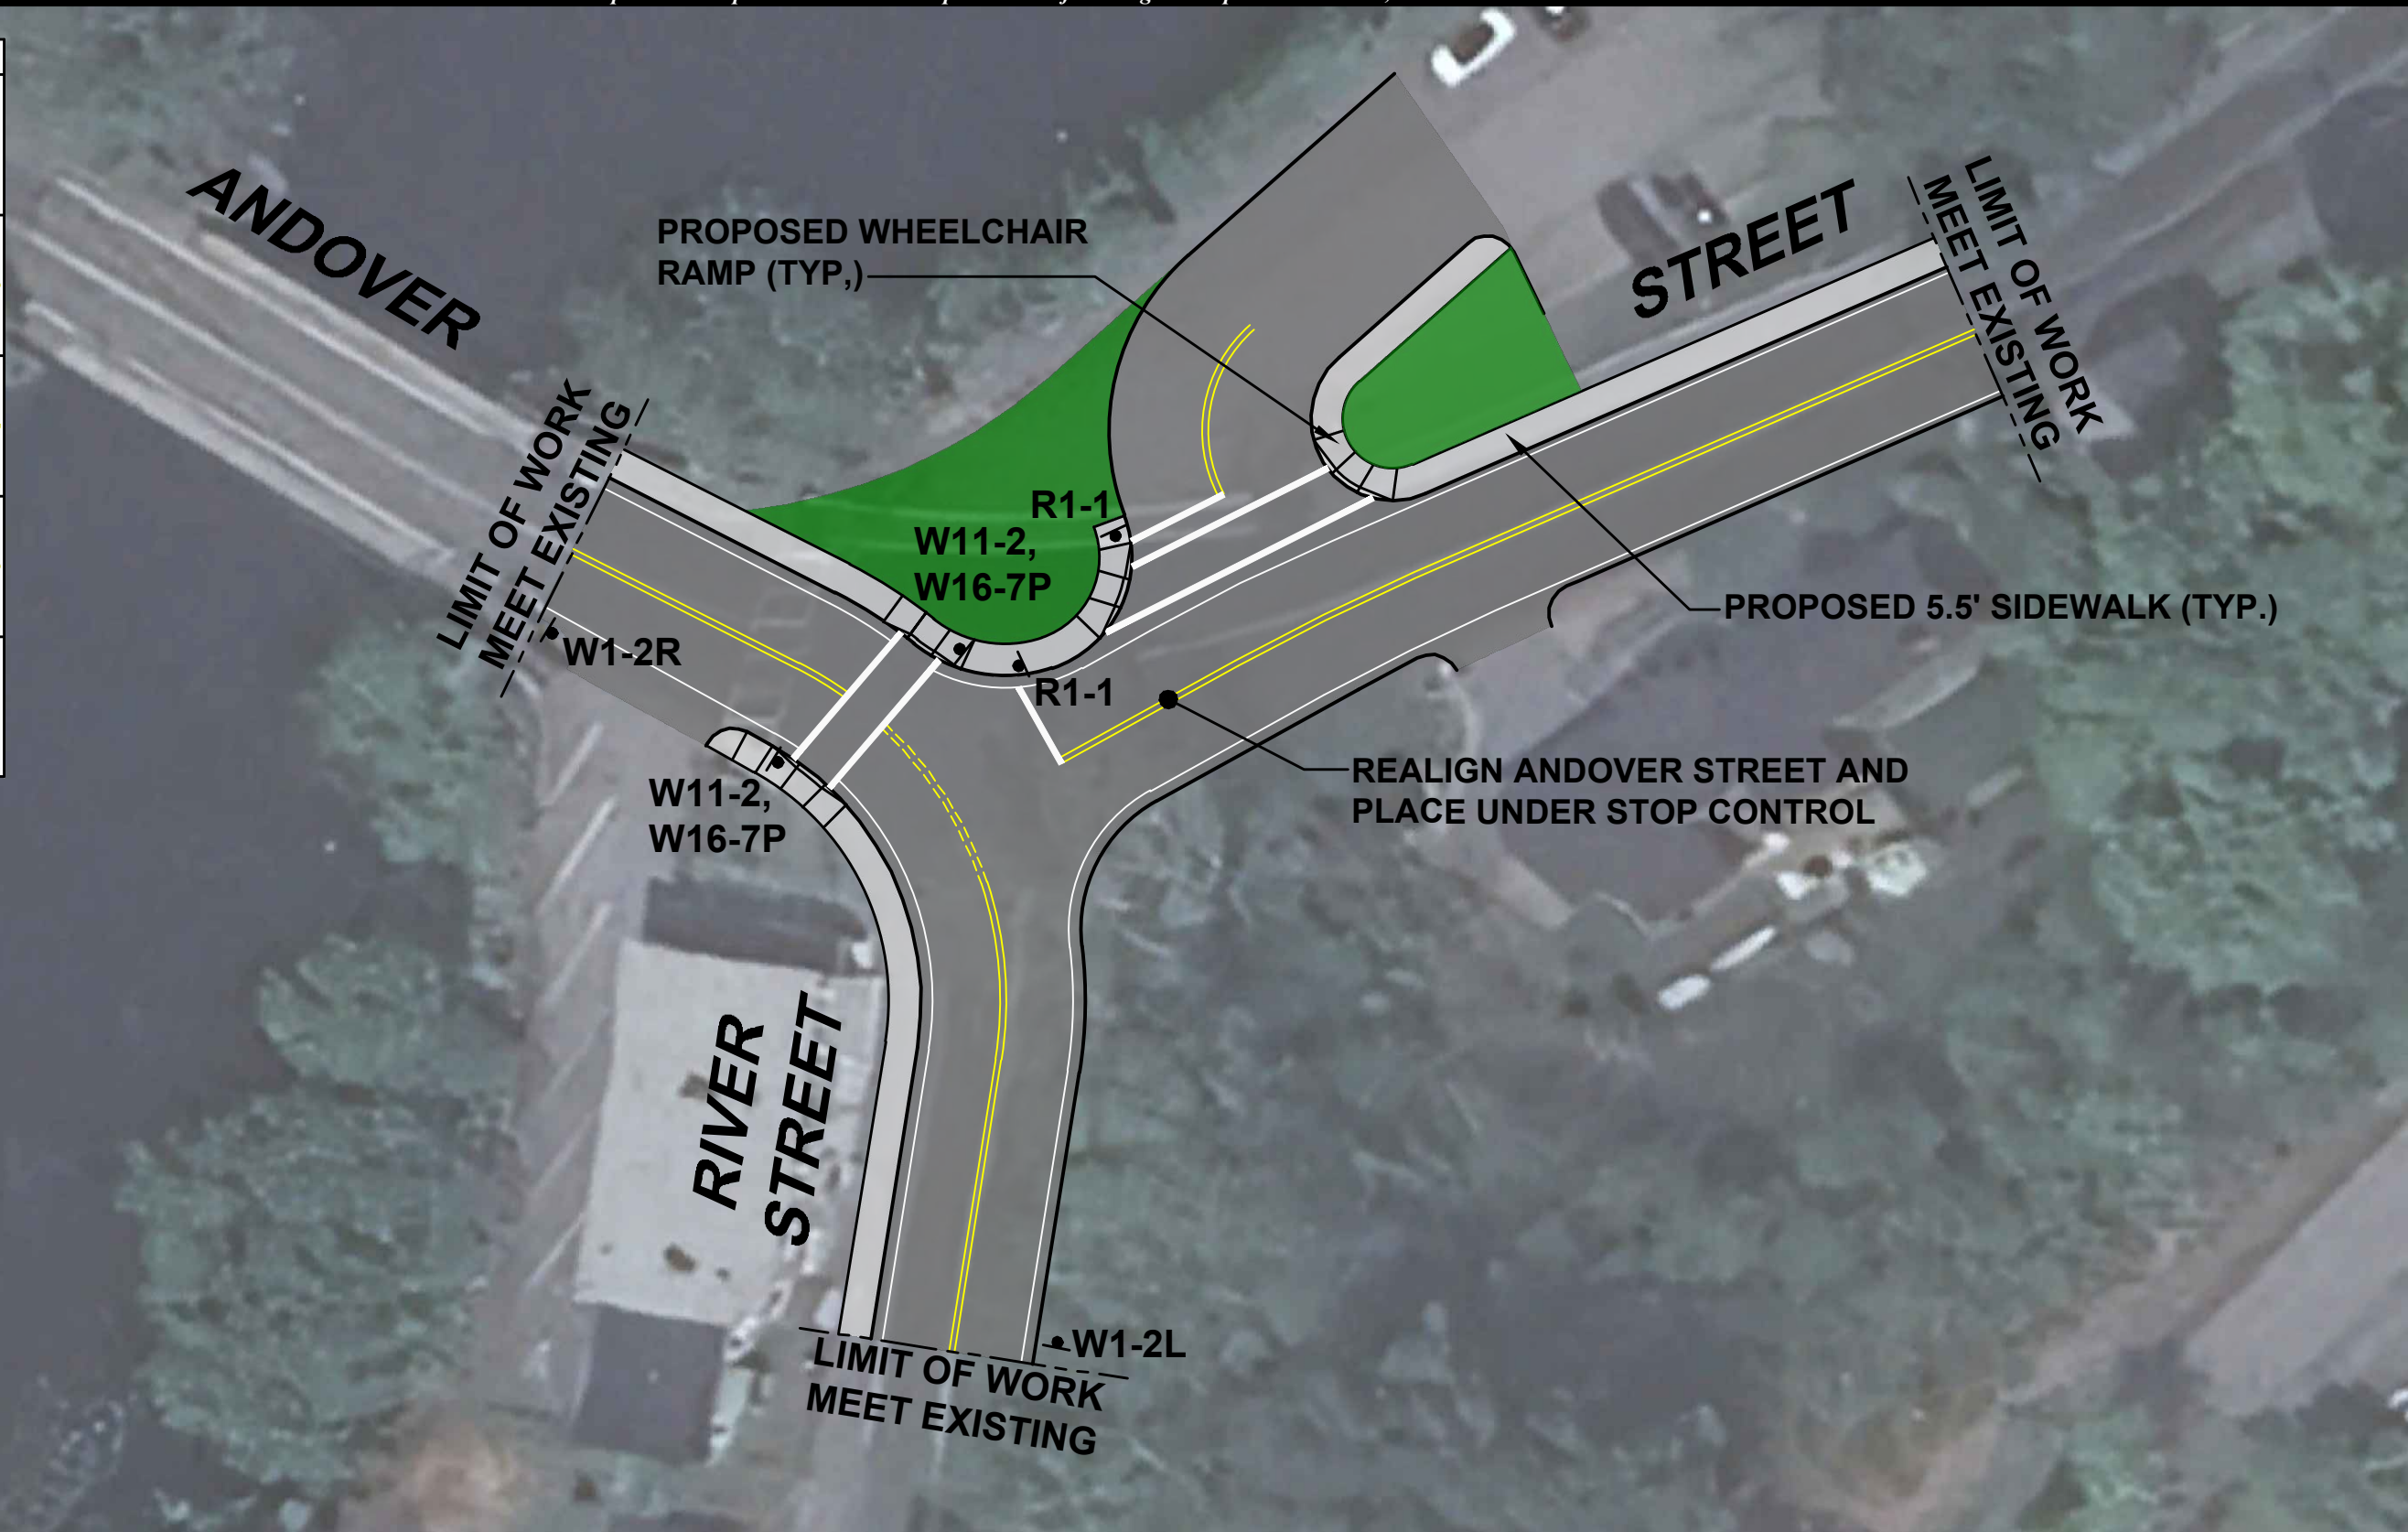 ANDOVER
STREET
LIMIT OF WORK
MEET EXISTING
PROPOSED WHEELCHAIR
RAMP (TYP,)
LIMIT OF WORK
MEET EXISTING
R1-1
W11-2,
W16-7P
PROPOSED 5.5' SIDEWALK (TYP.)
W1-2R
R1-1
REALIGN ANDOVER STREET AND
PLACE UNDER STOP CONTROL
W11-2,
W16-7P
RIVER
STREET
W1-2L
LIMIT OF WORK
MEET EXISTING